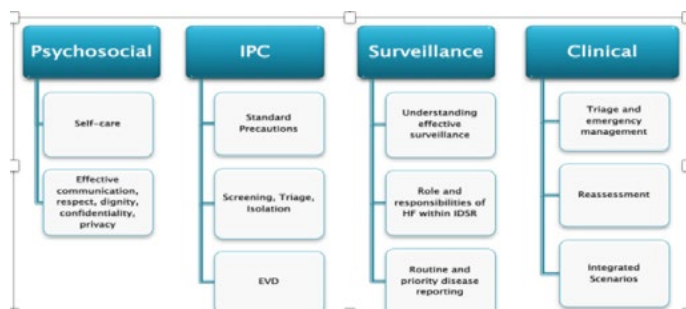 Psychosocial
Self-care
Effective
communication,
respect, dignity,
confidentiality,
privacy
IPC
Standard
Precautions
Screening, Triage,
Isolation
EVD
Surveillance
Understanding
effective
surveillance
Role and
responsibilities of
HF within IDSR
Routine and
priority disease
reporting
Clinical
Triage and
emergency
management
Reassessment
Integrated
Scenarios